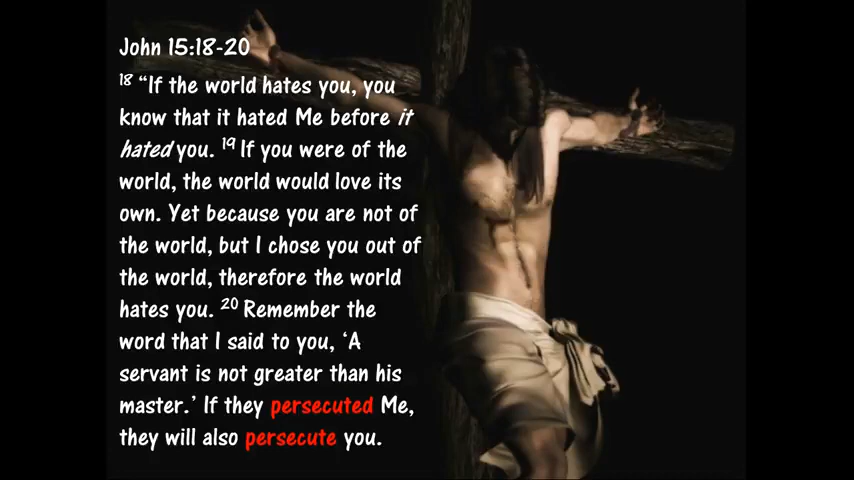 John 15:18-20
18 “If the world hates you, you
know that it hated Me before it
hated you. 19 If you were of the
world, the world would love its
own. Yet because you are not of
the world, but I chose you out of
the world, therefore the world
hates you. 20 Remember the
word that I said to you, ‘A
servant is not greater than his
master.’ If they persecuted Me,
they will also persecute you.